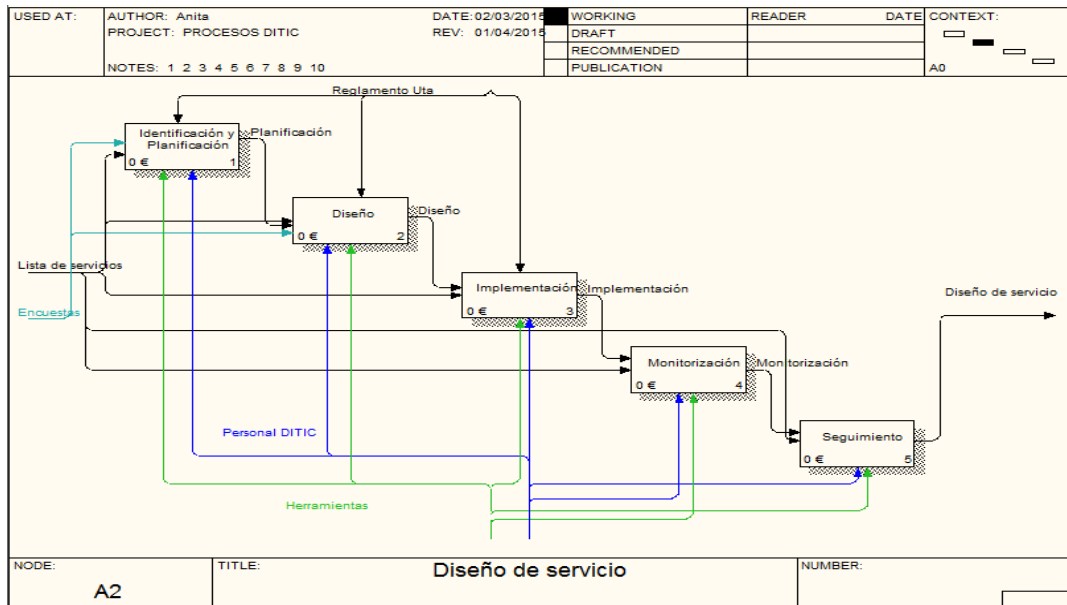 USED AT:
AUTHOR: Anita
DATE: 02/03/2015
PROJECT: PROCESOS DITIC
REV: 01/04/2015
NOTES: 1 2 3 4 5 6 7 8 9 10
WORKING
DRAFT
RECOMMENDED
PUBLICATION
READER
DATE
CONTEXT:
A0
Reglamento Uta
Identificación y
Planificación
0 €
1
Planificación
Diseño
0 €
2
Diseño
Lista de servicios
Implementación
0 €
3
Implementación
Diseño de servicio
Encuestas
Monitorización
0 €
4
Monitorización
Personal DITIC
Seguimiento
0 €
5
Herramientas
NODE:
A2
TITLE:
Diseño de servicio
NUMBER: